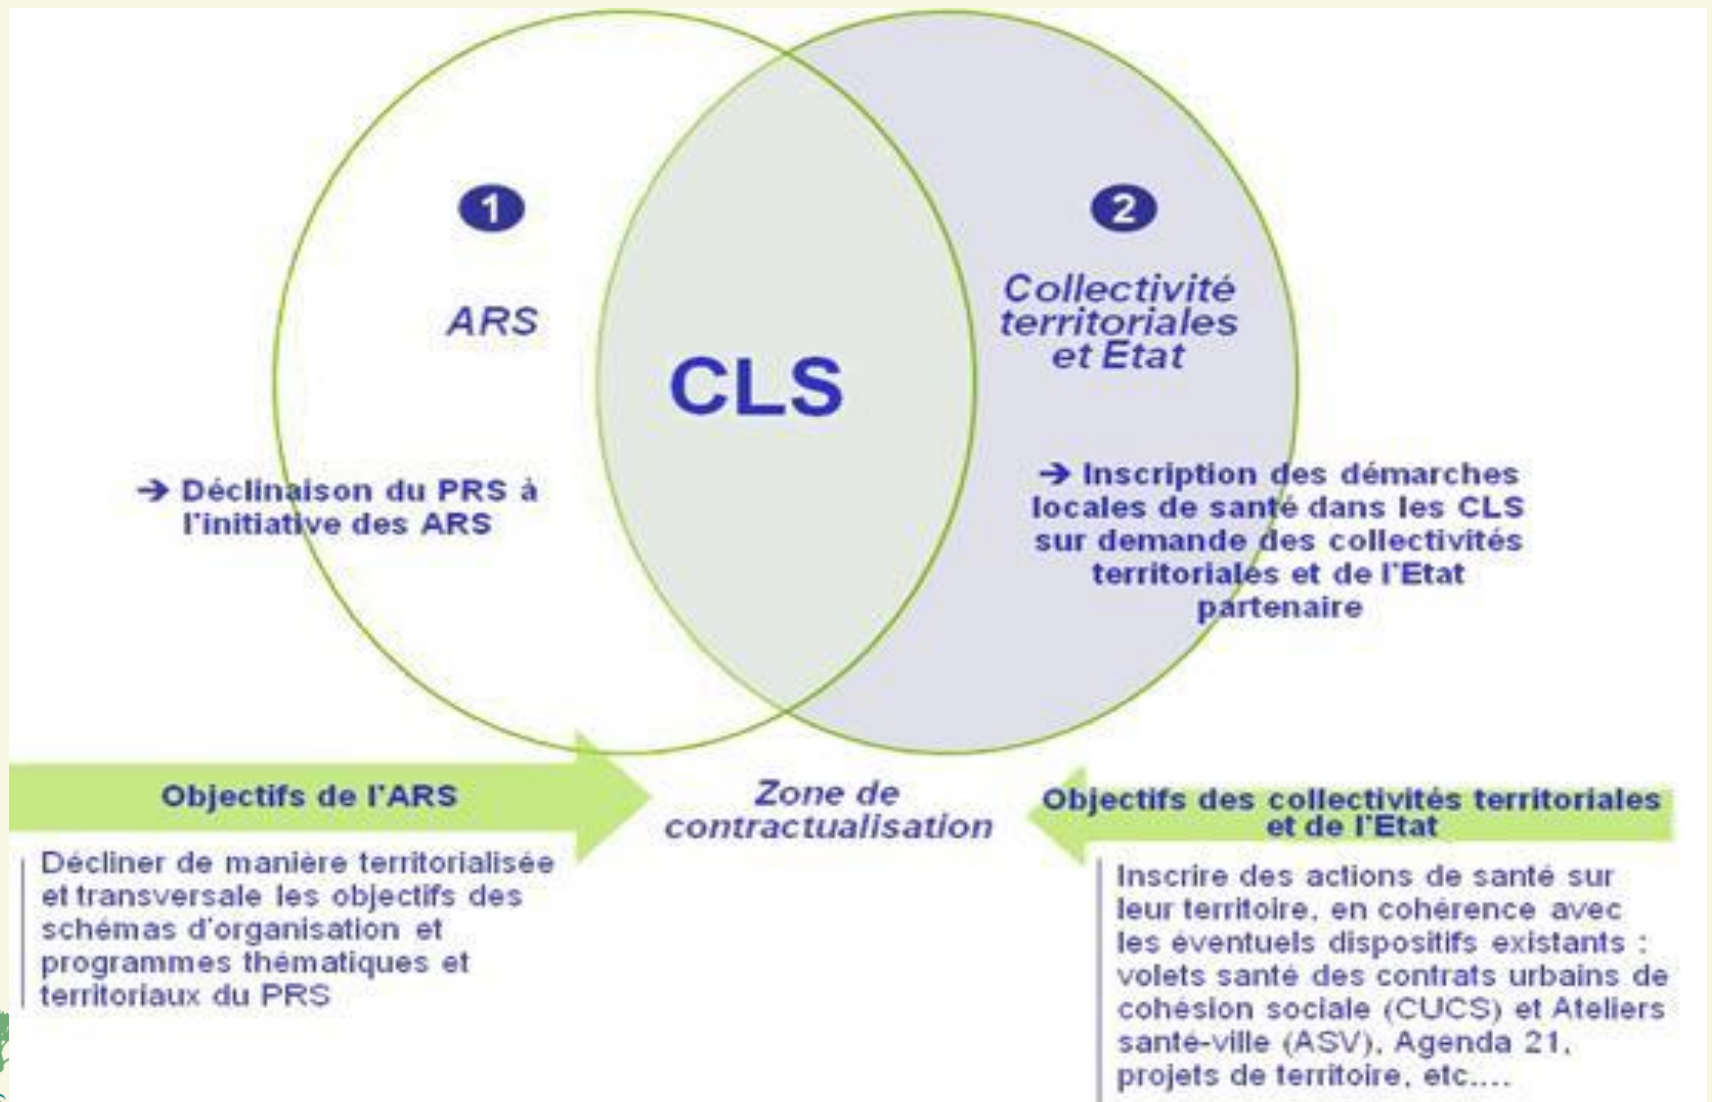 1
ARS
➔ Déclinaison du PRS à
l'initiative des ARS
CLS
2
Collectivité
territoriales
et Etat
➔ Inscription des démarches
locales de santé dans les CLS
sur demande des collectivités
territoriales et de l'Etat
partenaire
Objectifs de l'ARS
Décliner de manière territorialisée
et transversale les objectifs des
schémas d'organisation et
programmes thématiques et
territoriaux du PRS
Zone de
contractualisation
Objectifs des collectivités territoriales
et de l'Etat
Inscrire des actions de santé sur
leur territoire, en cohérence avec
les éventuels dispositifs existants :
volets santé des contrats urbains de
cohésion sociale (CUCS) et Ateliers
santé-ville (ASV), Agenda 21,
projets de territoire, etc....